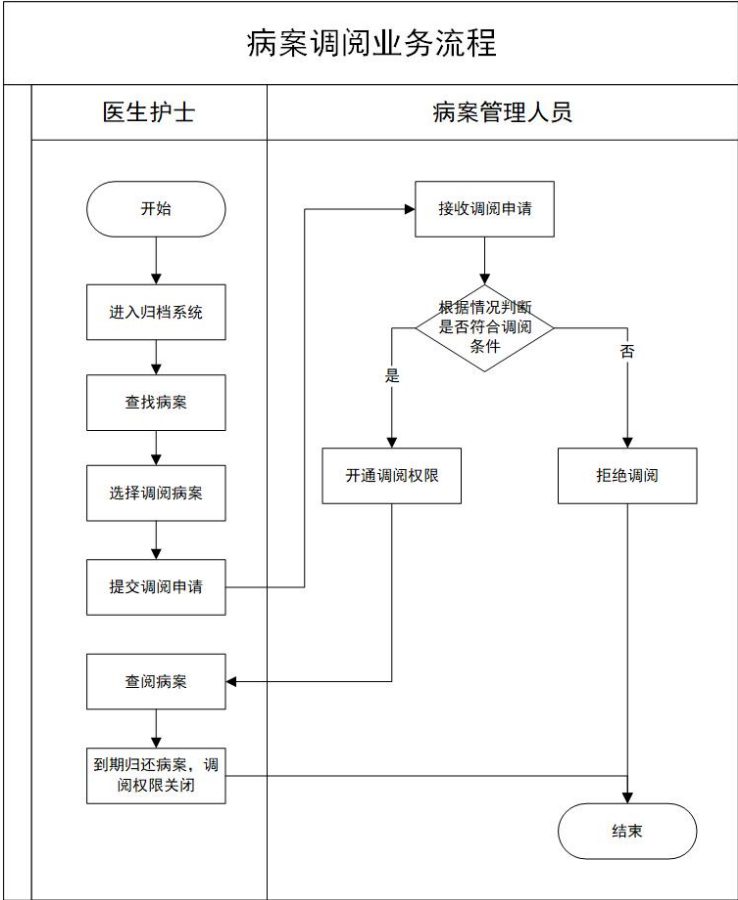 病案调阅业务流程
医生护士
病案管理人员
开始
进入归档系统
查找病案
选择调阅病案
提交调阅申请
接收调阅申请
根据情况判断
是否符合调阅
条件
是
否
开通调阅权限
拒绝调阅
查阅病案
到期归还病案，调
阅权限关闭
结束